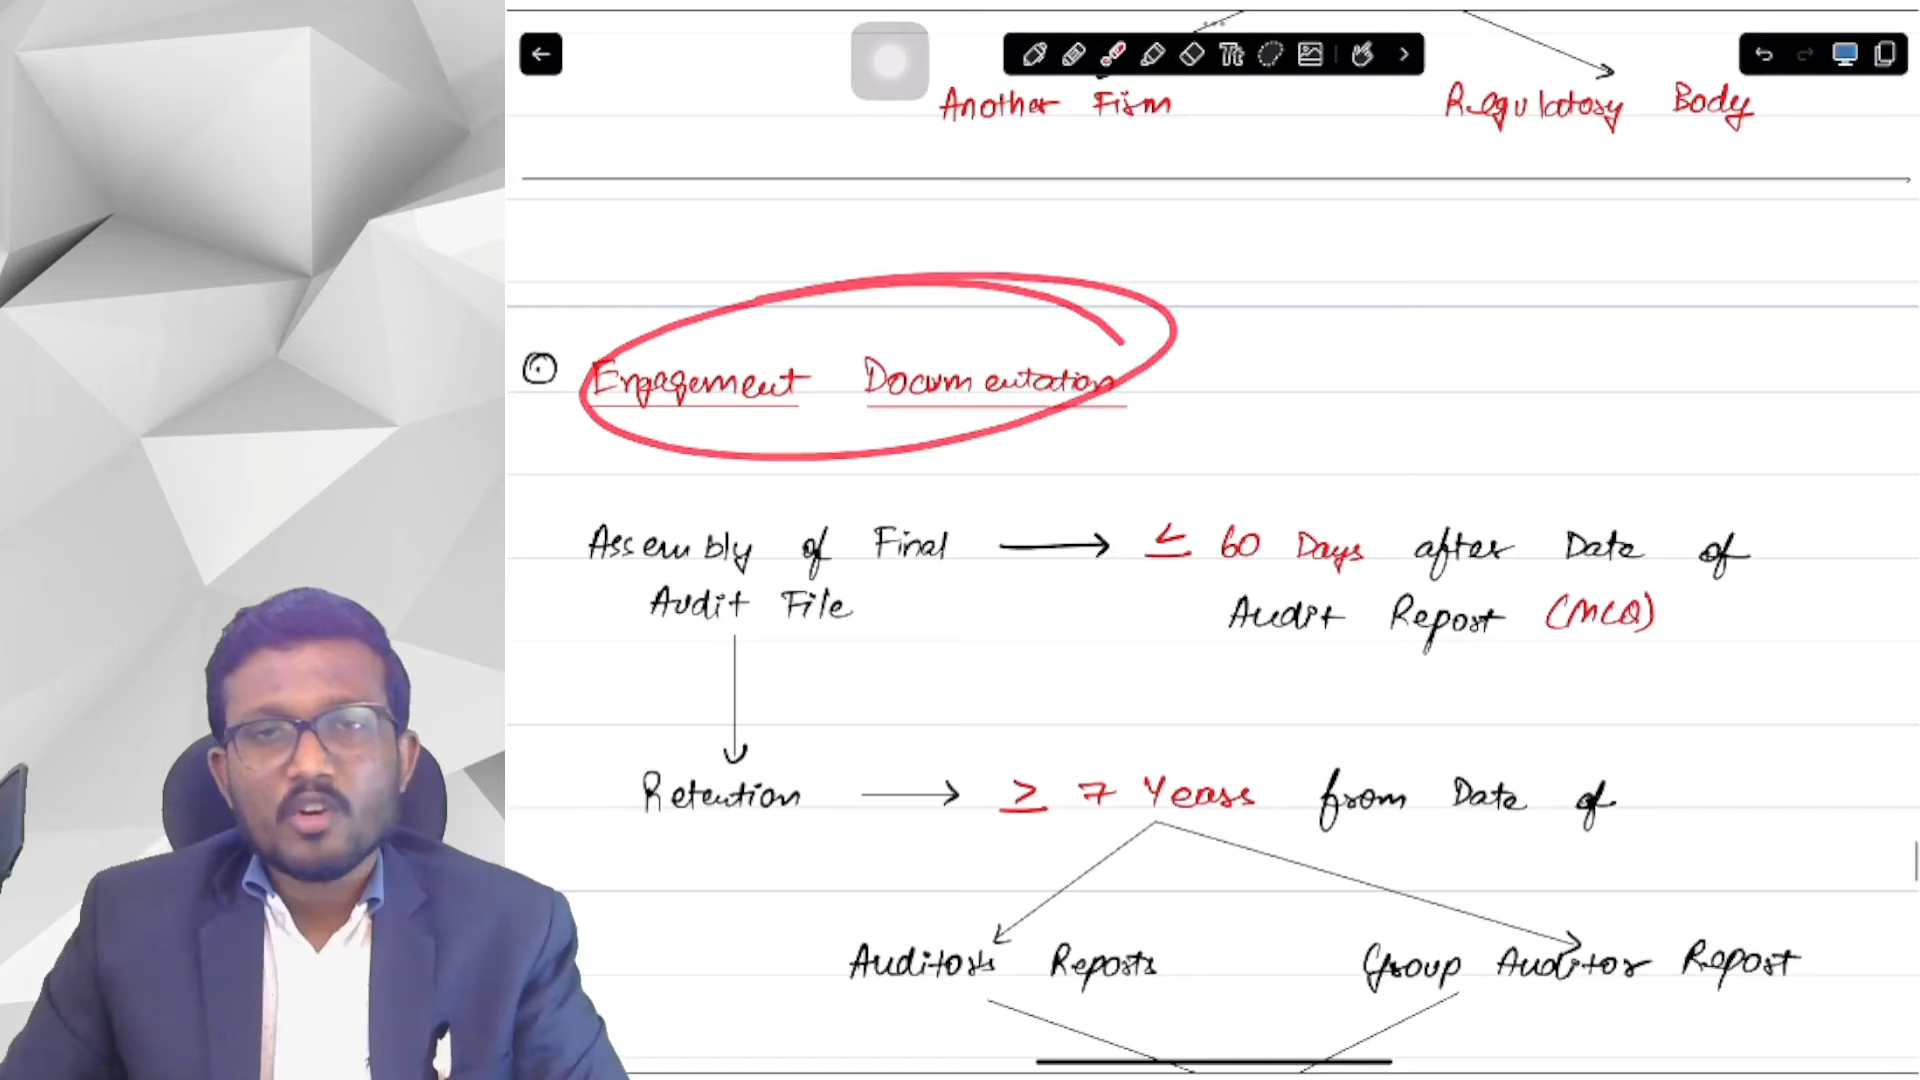 Another Firm
Regulatory Body
Engagement Documentation
Assembly of Final → ≤ 60 Days after Date of
Audit File
Audit Report (MCQ)
Retention → ≥ 7 Years from Date of
Auditors Reports
Group Auditor Report